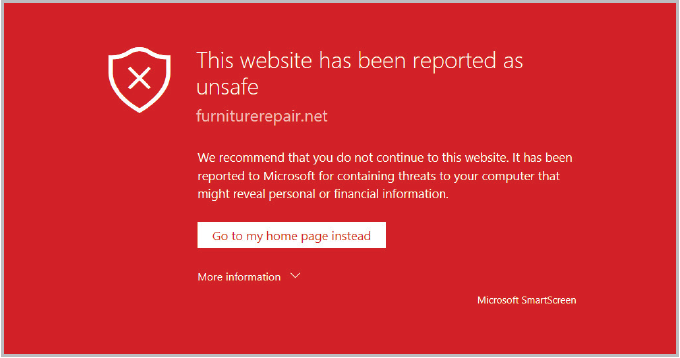 This website has been reported as
unsafe
furniturerepair.net
We recommend that you do not continue to this website. It has been
reported to Microsoft for containing threats to your computer that
might reveal personal or financial information.
Go to my home page instead
More information
Microsoft SmartScreen